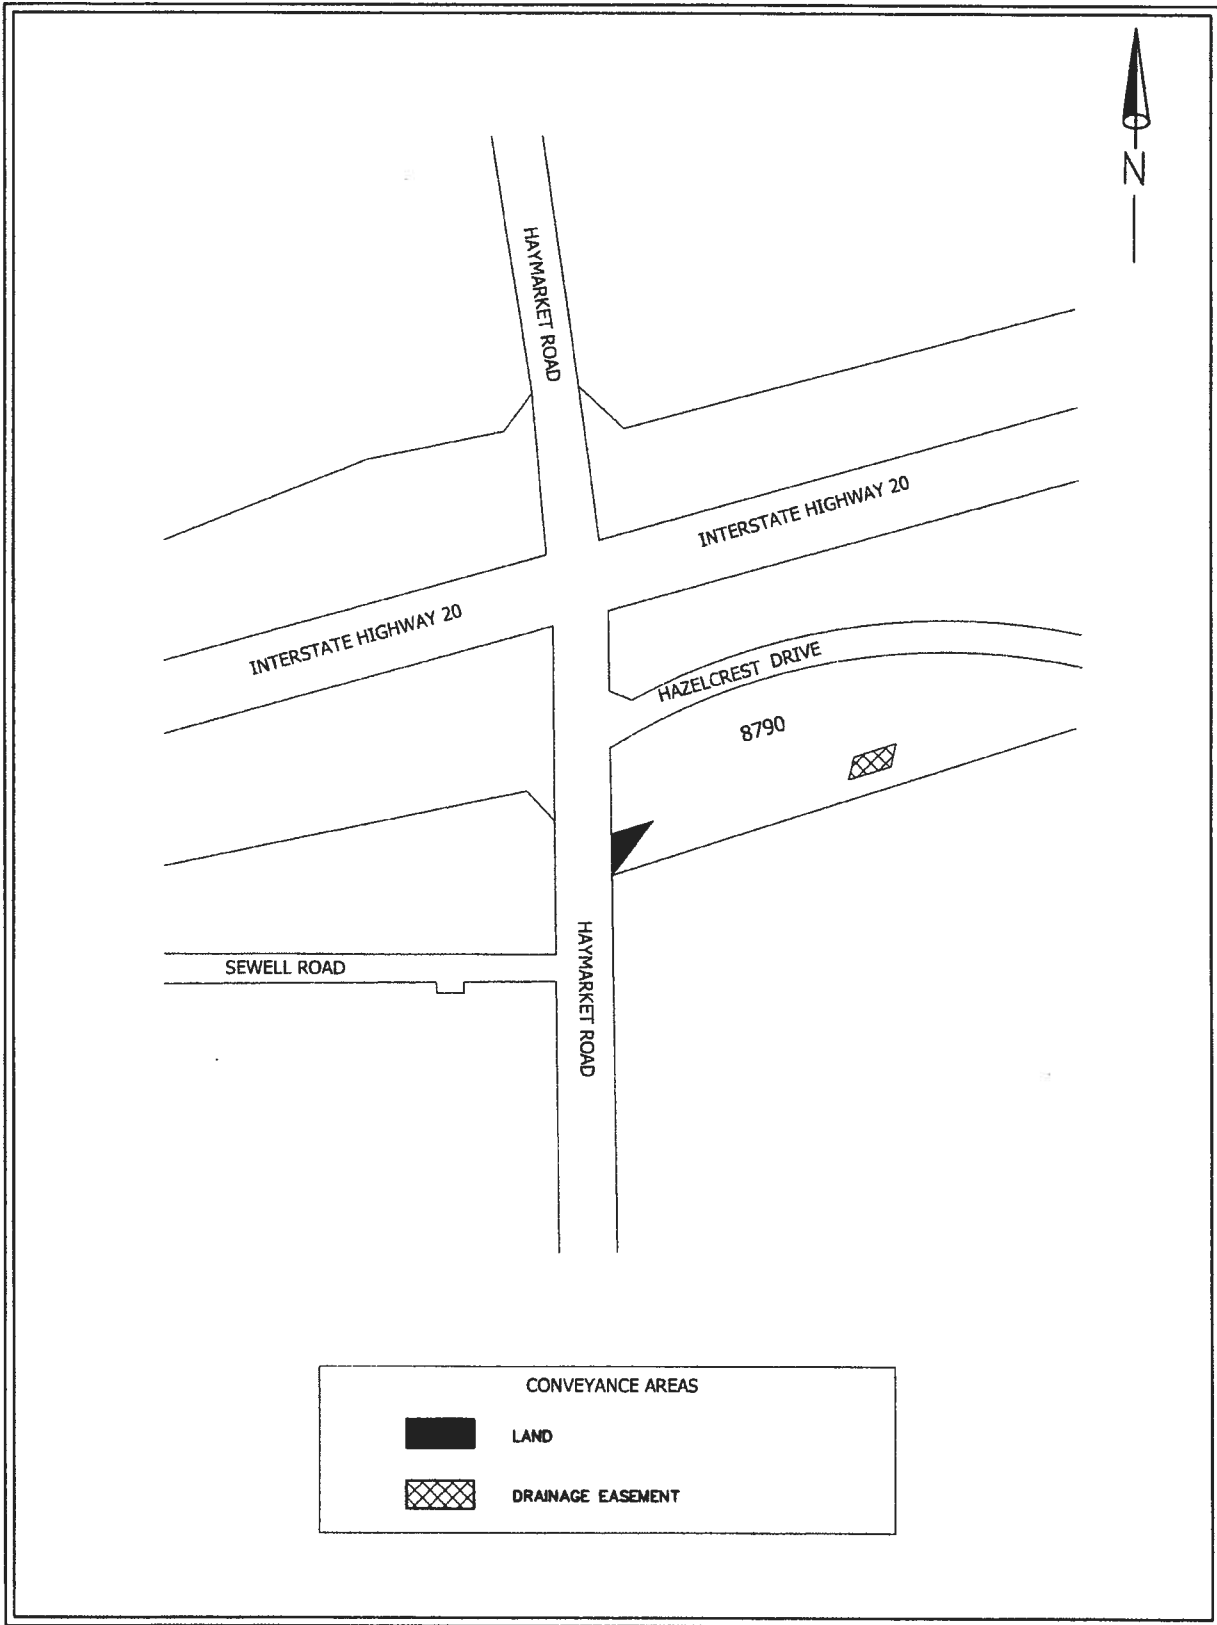 N
HAYMARKET ROAD
INTERSTATE HIGHWAY 20
INTERSTATE HIGHWAY 20
HAZELCREST DRIVE
8790
HAYMARKET ROAD
SEWELL ROAD
CONVEYANCE AREAS
LAND
DRAINAGE EASEMENT